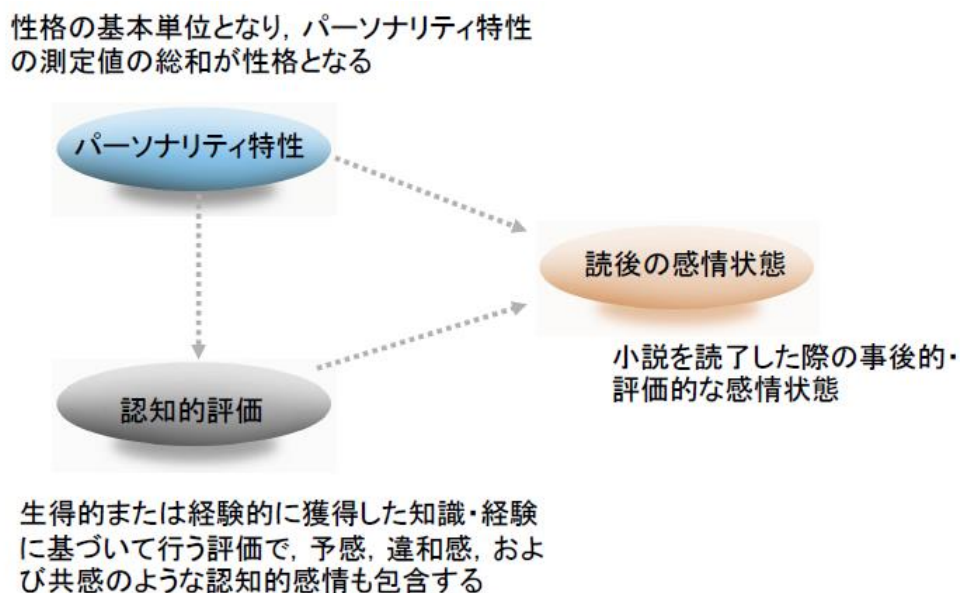 性格の基本単位となり，パーソナリティ特性
の測定値の総和が性格となる
パーソナリティ特性
読後の感情状態
小説を読了した際の事後的・
評価的な感情状態
認知的評価
生得的または経験的に獲得した知識・経験
に基づいて行う評価で，予感，違和感，およ
び共感のような認知的感情も包含する